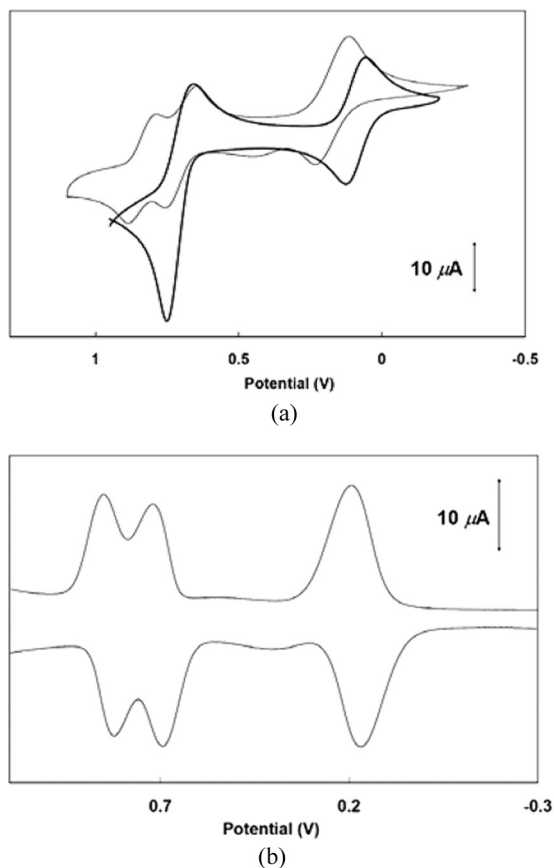 10 μA
1 0.5 0 -0.5
Potential (V)
(a)
10 μA
0.7 0.2 -0.3
Potential (V)
(b)